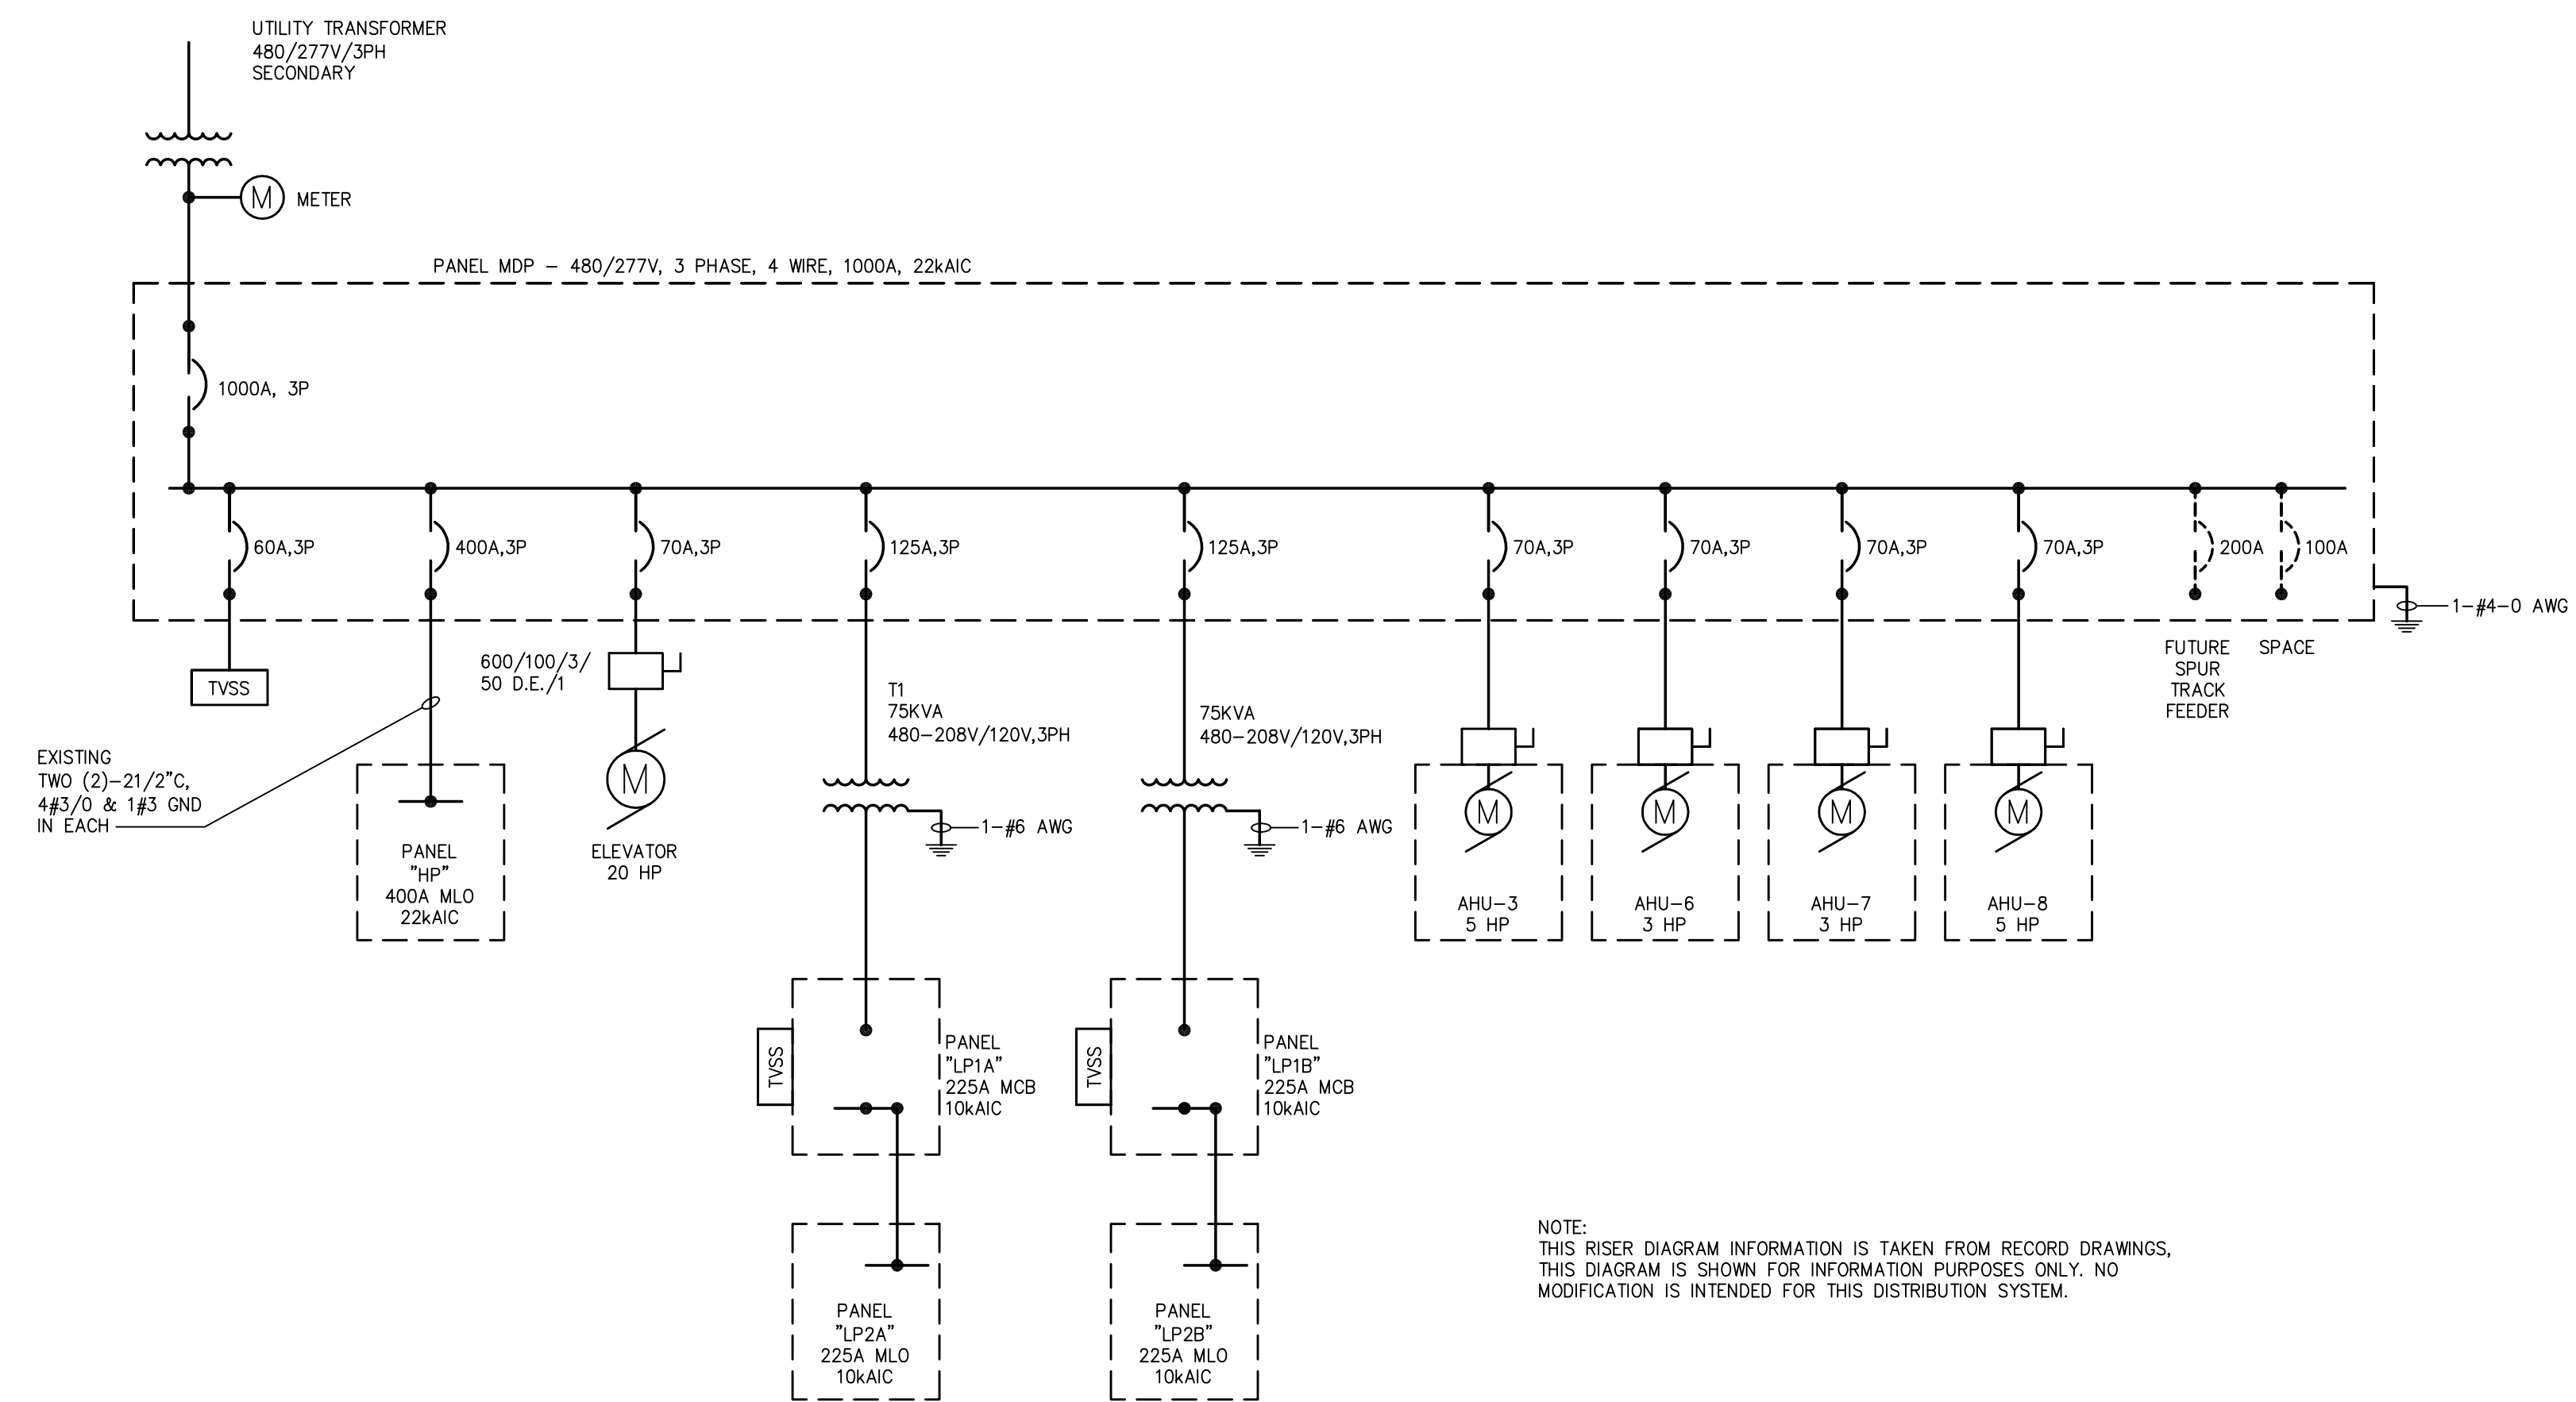 UTILITY TRANSFORMER
480/277V/3PH
SECONDARY
M
METER
PANEL MDP – 480/277V, 3 PHASE, 4 WIRE, 1000A, 22kAIC
1000A, 3P
60A,3P
400A,3P
70A,3P
125A,3P
125A,3P
70A,3P
70A,3P
70A,3P
70A,3P
200A
100A
1-#4-0 AWG
TVSS
600/100/3/
50 D.E./1
FUTURE
SPUR
TRACK
FEEDER
SPACE
T1
75KVA
480-208V/120V,3PH
75KVA
480-208V/120V,3PH
EXISTING
TWO (2)-21/2"C,
4#3/0 & 1#3 GND
IN EACH
M
M
M
M
M
1-#6 AWG
1-#6 AWG
PANEL
"HP"
400A MLO
22kAIC
ELEVATOR
20 HP
AHU-3
5 HP
AHU-6
3 HP
AHU-7
3 HP
AHU-8
5 HP
TVSS
PANEL
"LP1A"
225A MCB
10kAIC
TVSS
PANEL
"LP1B"
225A MCB
10kAIC
PANEL
"LP2A"
225A MLO
10kAIC
PANEL
"LP2B"
225A MLO
10kAIC
NOTE:
THIS RISER DIAGRAM INFORMATION IS TAKEN FROM RECORD DRAWINGS,
THIS DIAGRAM IS SHOWN FOR INFORMATION PURPOSES ONLY. NO
MODIFICATION IS INTENDED FOR THIS DISTRIBUTION SYSTEM.